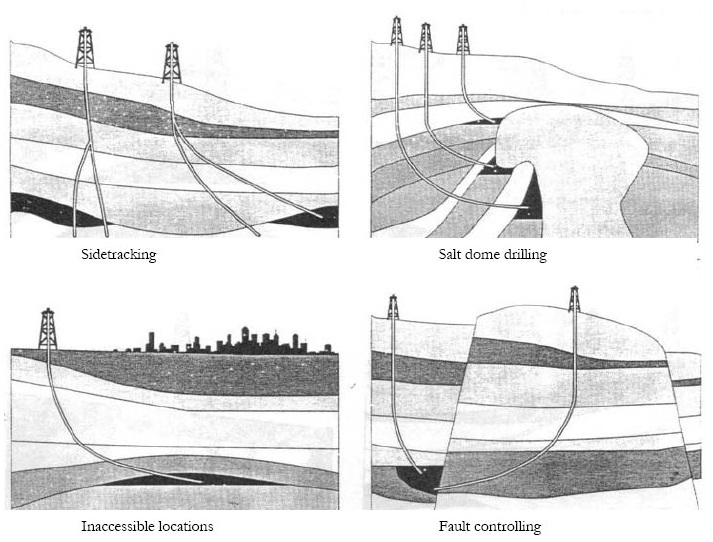 Sidetracking
Salt dome drilling
Inaccessible locations
Fault controlling